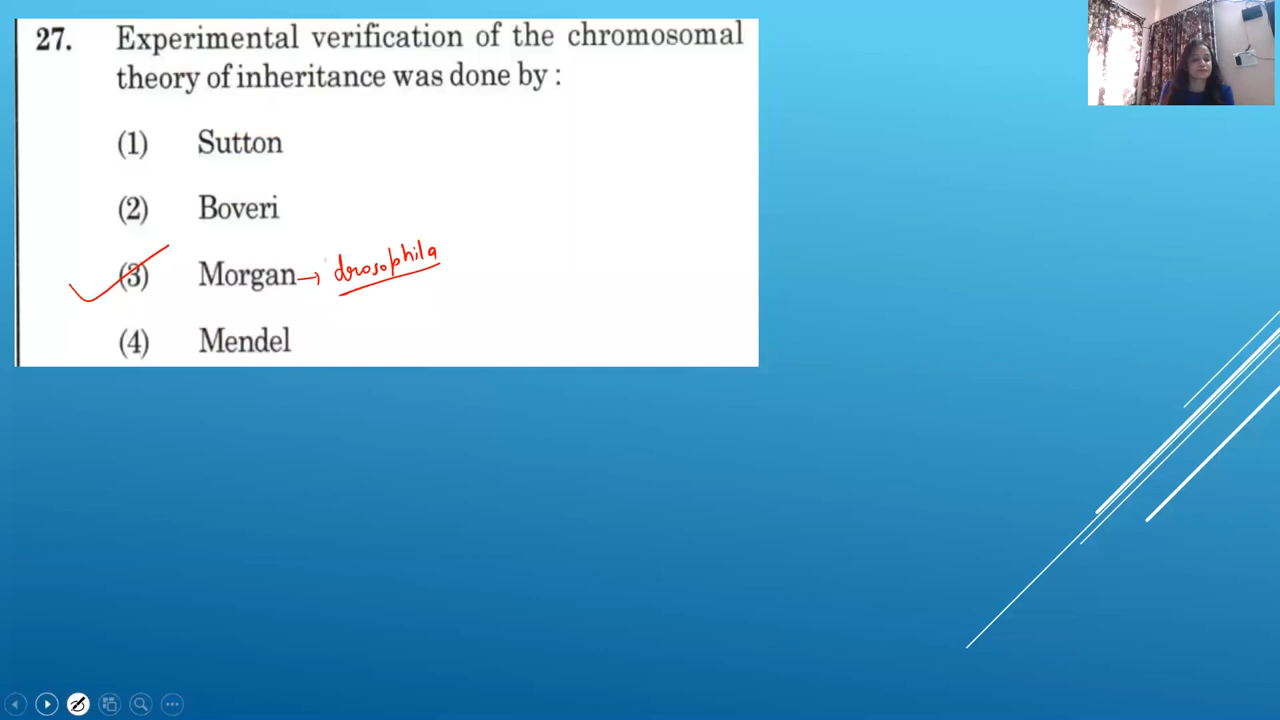 27. Experimental verification of the chromosomal
theory of inheritance was done by :
(1) Sutton
(2) Boveri
(3) Morgan → drosophila
(4) Mendel